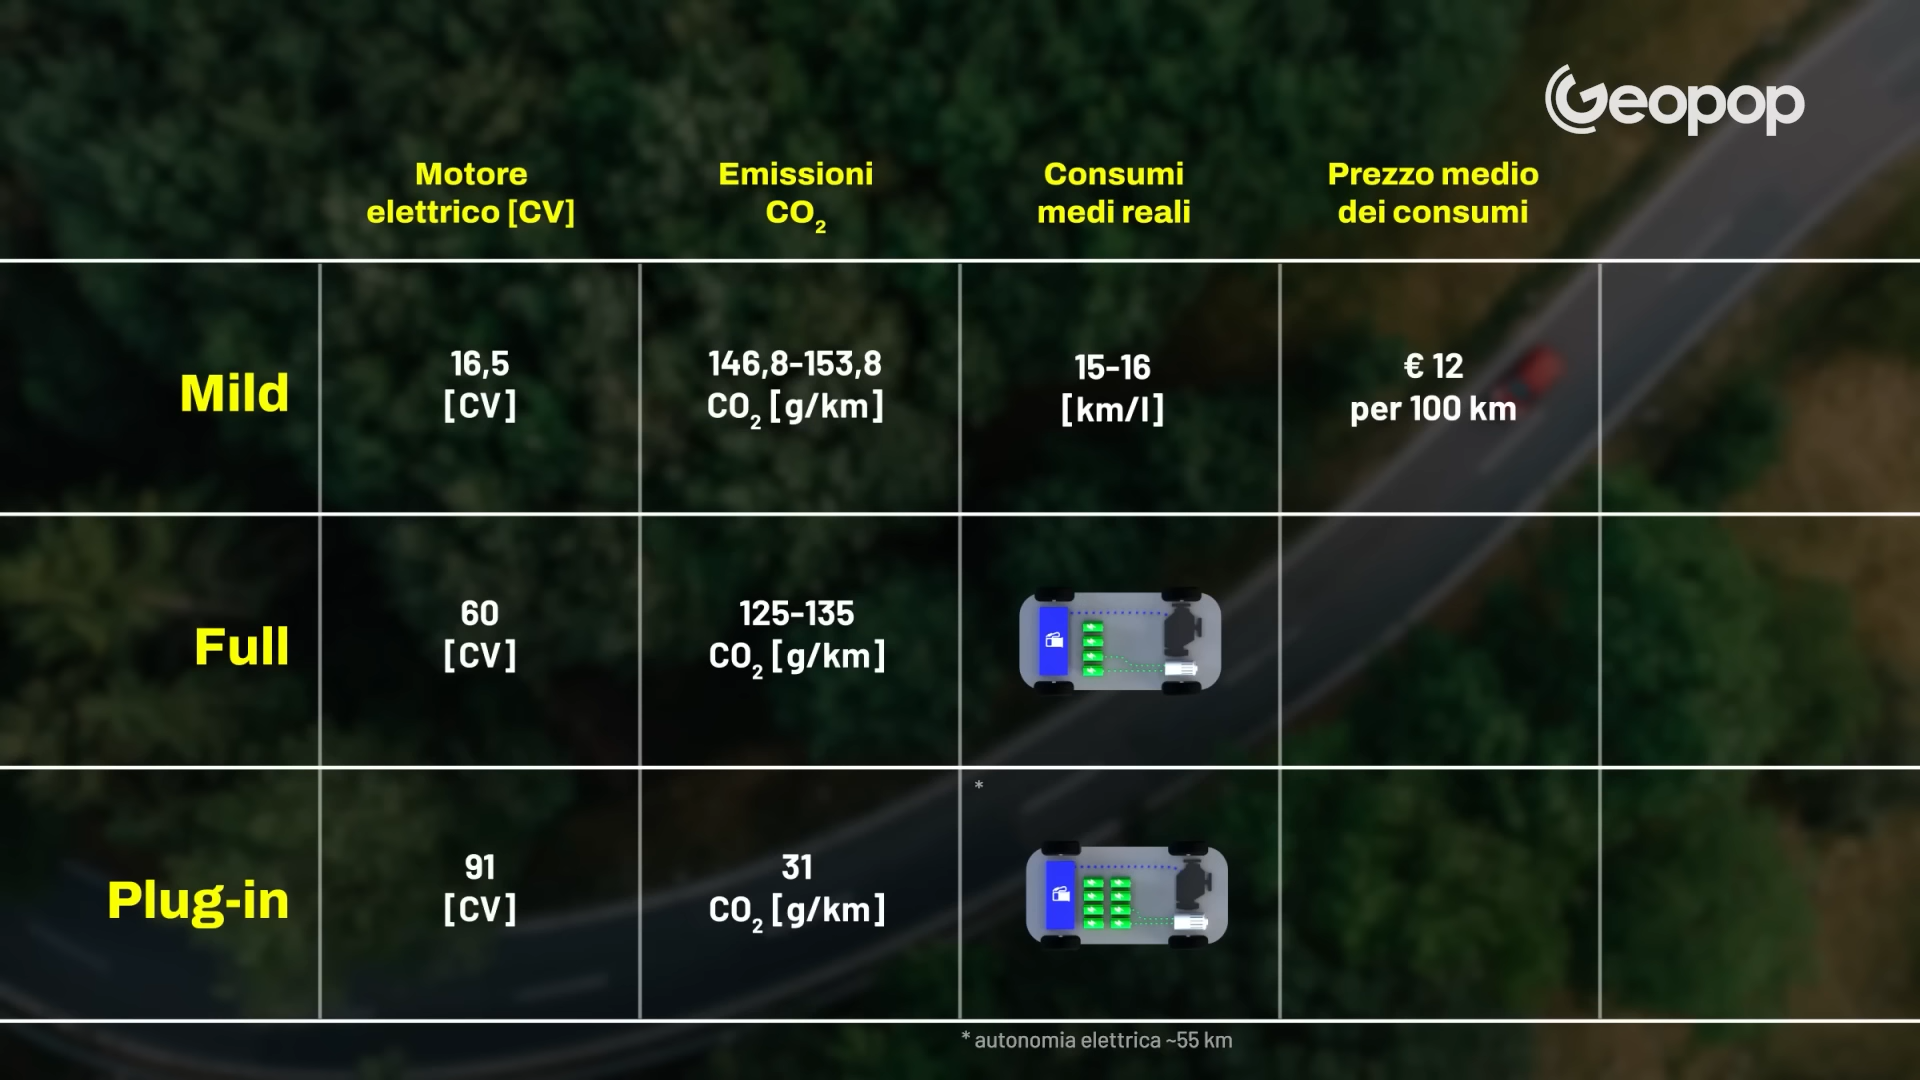 Geopop
Motore
elettrico [CV]
Emissioni
CO₂
Consumi
medi reali
Prezzo medio
dei consumi
Mild
16,5
[CV]
146,8-153,8
CO₂ [g/km]
15-16
[km/l]
€ 12
per 100 km
Full
60
[CV]
125-135
CO₂ [g/km]
*
Plug-in
91
[CV]
31
CO₂ [g/km]
* autonomia elettrica ~55 km